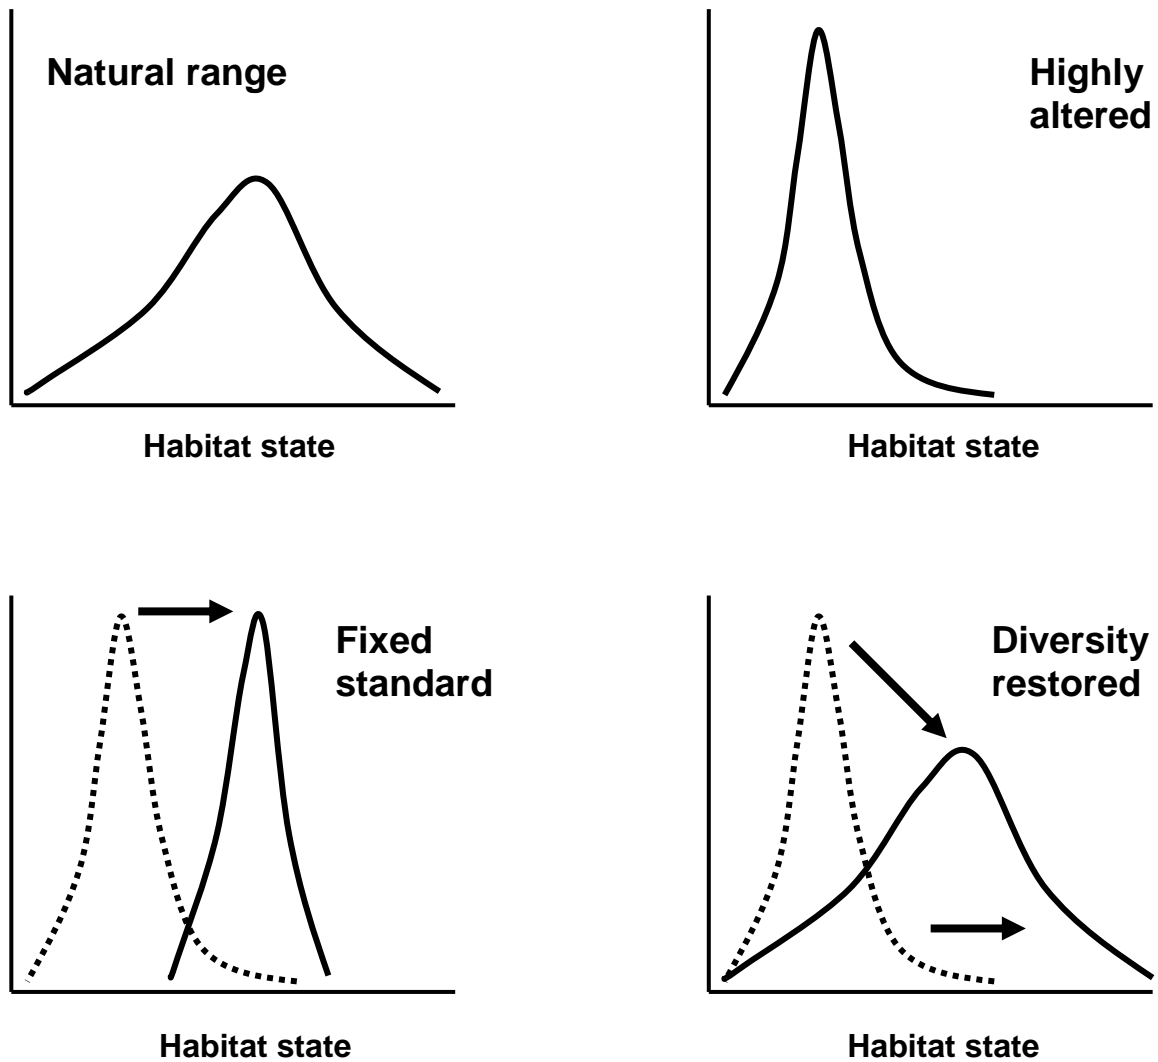 Natural range
Highly
altered
Habitat state
Habitat state
Fixed
standard
Diversity
restored
Habitat state
Habitat state